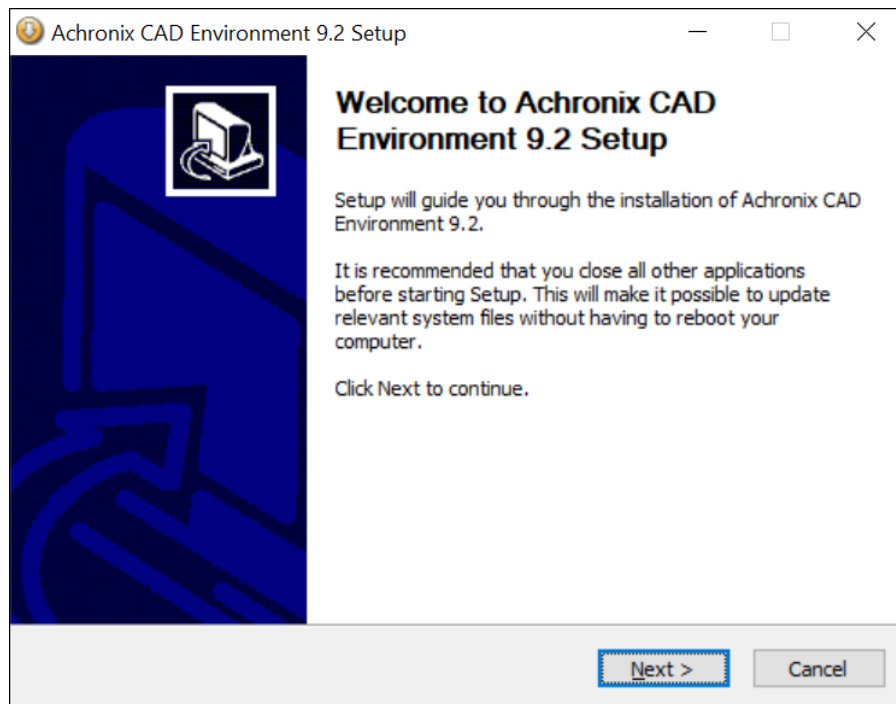 Achronix CAD Environment 9.2 Setup
Welcome to Achronix CAD
Environment 9.2 Setup
Setup will guide you through the installation of Achronix CAD
Environment 9.2.
It is recommended that you close all other applications
before starting Setup. This will make it possible to update
relevant system files without having to reboot your
computer.
Click Next to continue.
Next >
Cancel